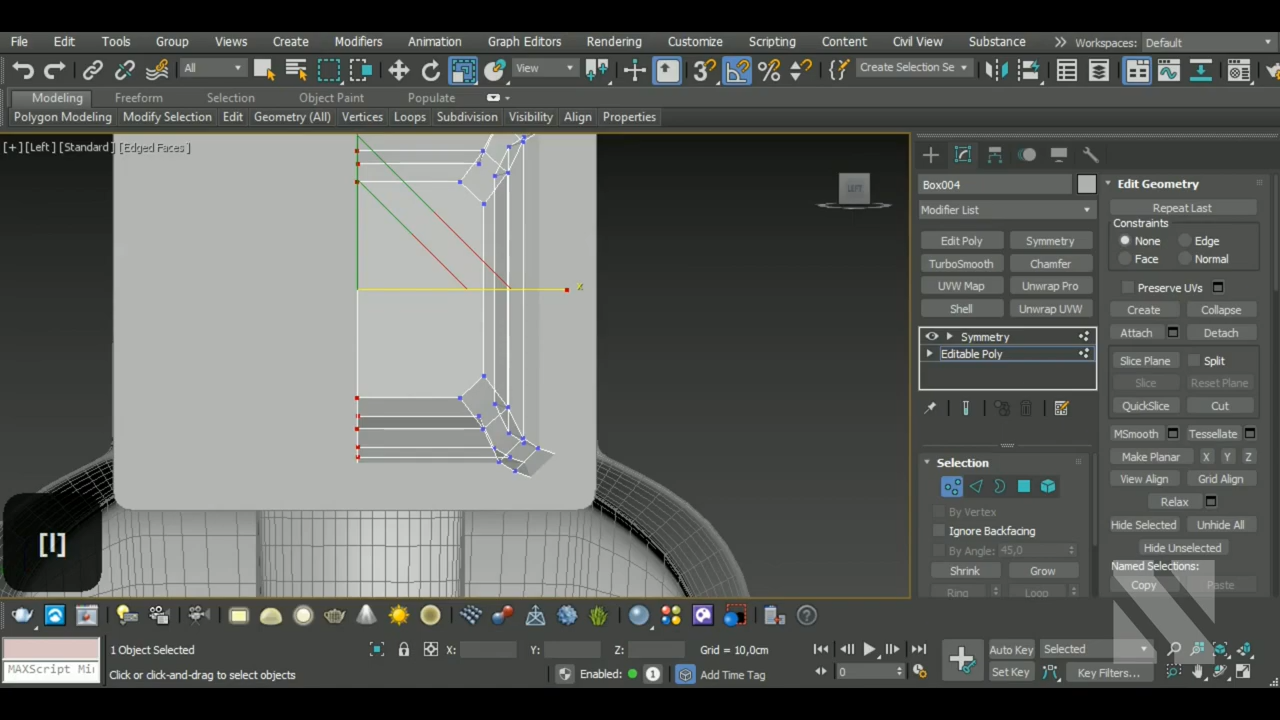 File Edit Tools Group Views Create Modifiers Animation Graph Editors Rendering Customize Scripting Content Civil View Substance Workspaces: Default
All View Create Selection Se
Modeling Freeform Selection Object Paint Populate
Polygon Modeling Modify Selection Edit Geometry (All) Vertices Loops Subdivision Visibility Align Properties
[+] [Left] [Standard] [Edged Faces]
LEFT
x
[I]
Box004
Modifier List
Edit Poly Symmetry
TurboSmooth Chamfer
UVW Map Unwrap Pro
Shell Unwrap UVW
Symmetry
Editable Poly
Selection
By Vertex
Ignore Backfacing
By Angle: 45,0
Shrink Grow
Ring Loop
Edit Geometry
Repeat Last
Constraints
None Edge
Face Normal
Preserve UVs
Create Collapse
Attach Detach
Slice Plane Split
Slice Reset Plane
QuickSlice Cut
MSmooth Tessellate
Make Planar X Y Z
View Align Grid Align
Relax
Hide Selected Unhide All
Hide Unselected
Named Selections:
Copy Paste
1 Object Selected X: Y: Z: Grid = 10,0cm
Click or click-and-drag to select objects Enabled: 1 Add Time Tag
MAXScript Mi
0
Auto Key Selected
Set Key Key Filters...